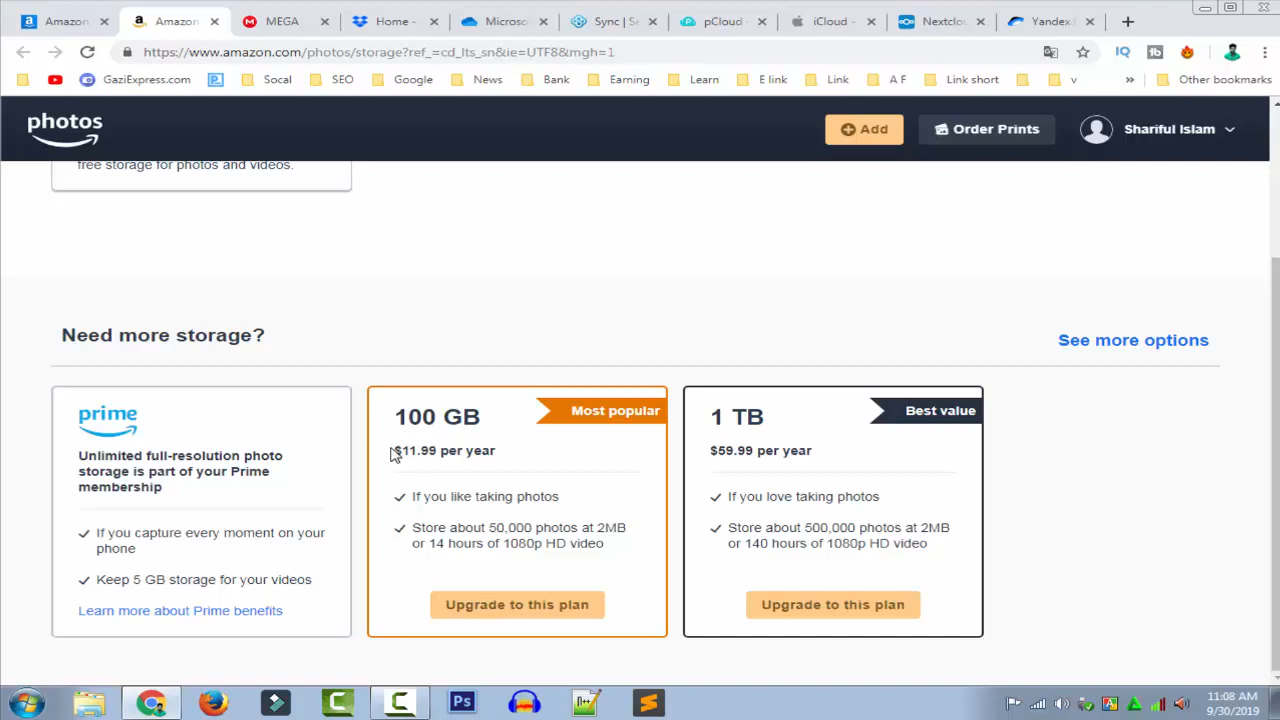 Amazon
Amazon
MEGA
Home -
Microso
Sync | Se
pCloud -
iCloud -
Nextclou
Yandex.
https://www.amazon.com/photos/storage?ref_=cd_lts_sn&ie=UTF8&mgh=1
GaziExpress.com
Socal
SEO
Google
News
Bank
Earning
Learn
E link
Link
A F
Link short
v
Other bookmarks
photos
Add
Order Prints
Shariful Islam
free storage for photos and videos.
Need more storage?
See more options
prime
Unlimited full-resolution photo
storage is part of your Prime
membership
If you capture every moment on your
phone
Keep 5 GB storage for your videos
Learn more about Prime benefits
100 GB
Most popular
$11.99 per year
If you like taking photos
Store about 50,000 photos at 2MB
or 14 hours of 1080p HD video
Upgrade to this plan
1 TB
Best value
$59.99 per year
If you love taking photos
Store about 500,000 photos at 2MB
or 140 hours of 1080p HD video
Upgrade to this plan
Ps
11:08 AM
9/30/2019